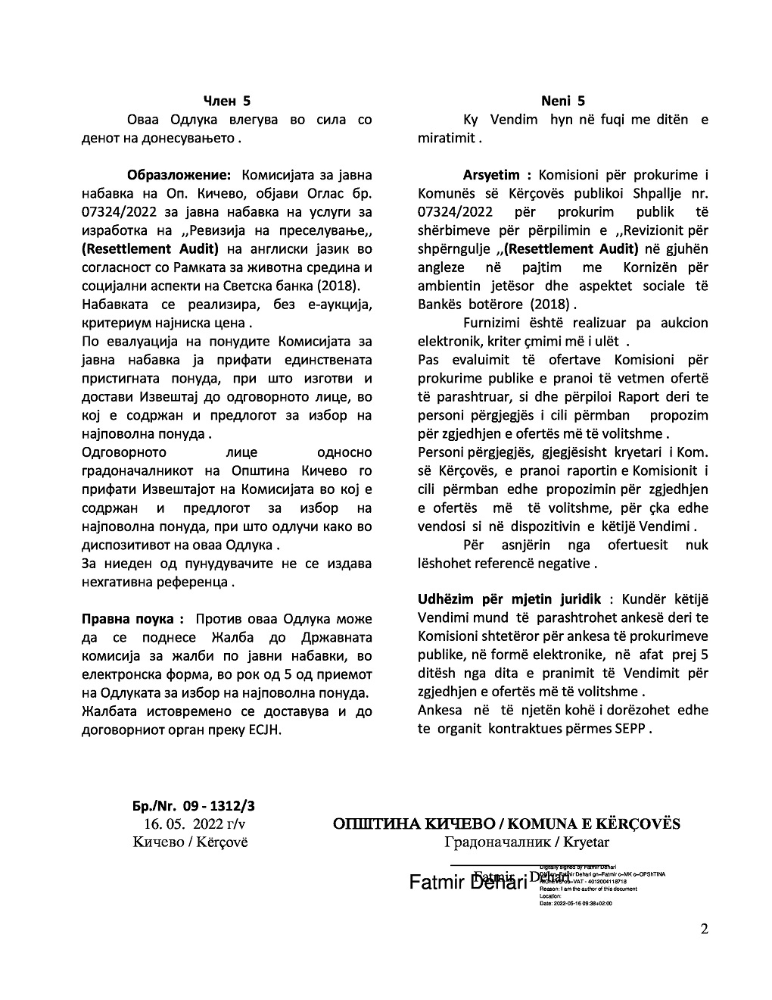 Член 5
Оваа Одлука влегува во сила со
денот на донесувањето .
Образложение: Комисијата за јавна
набавка на Оп. Кичево, објави Оглас бр.
07324/2022 за јавна набавка на услуги за
изработка на ,,Ревизија на преселување,,
(Resettlement Audit) на англиски јазик во
согласност со Рамката за животна средина и
социјални аспекти на Светска банка (2018).
Набавката се реализира, без е-аукција,
критериум најниска цена .
По евалуација на понудите Комисијата за
јавна набавка ја прифати единствената
пристигната понуда, при што изготви и
достави Извештај до одговорното лице, во
кој е содржан и предлогот за избор на
најповолна понуда .
Одговорното лице односно
градоначалникот на Општина Кичево го
прифати Извештајот на Комисијата во кој е
содржан и предлогот за избор на
најповолна понуда, при што одлучи како во
диспозитивот на оваа Одлука .
За ниеден од пунудувачите не се издава
нехгативна референца .
Правна поука : Против оваа Одлука може
да се поднесе Жалба до Државната
комисија за жалби по јавни набавки, во
електронска форма, во рок од 5 од приемот
на Одлуката за избор на најповолна понуда.
Жалбата истовремено се доставува и до
договорниот орган преку ЕСЈН.
Neni 5
Ky Vendim hyn në fuqi me ditën e
miratimit .
Arsyetim : Komisioni për prokurime i
Komunës së Kërçovës publikoi Shpallje nr.
07324/2022 për prokurim publik të
shërbimeve për përpilimin e ,,Revizionit për
shpërngulje ,,(Resettlement Audit) në gjuhën
angleze në pajtim me Kornizën për
ambientin jetësor dhe aspektet sociale të
Bankës botërore (2018) .
Furnizimi është realizuar pa aukcion
elektronik, kriter çmimi më i ulët .
Pas evaluimit të ofertave Komisioni për
prokurime publike e pranoi të vetmen ofertë
të parashtruar, si dhe përpiloi Raport deri te
personi përgjegjës i cili përmban propozim
për zgjedhjen e ofertës më të volitshme .
Personi përgjegjës, gjegjësisht kryetari i Kom.
së Kërçovës, e pranoi raportin e Komisionit i
cili përmban edhe propozimin për zgjedhjen
e ofertës më të volitshme, për çka edhe
vendosi si në dispozitivin e këtijë Vendimi .
Për asnjërin nga ofertuesit nuk
lëshohet referencë negative .
Udhëzim për mjetin juridik : Kundër këtijë
Vendimi mund të parashtrohet ankesë deri te
Komisioni shtetëror për ankesa të prokurimeve
publike, në formë elektronike, në afat prej 5
ditësh nga dita e pranimit të Vendimit për
zgjedhjen e ofertës më të volitshme .
Ankesa në të njetën kohë i dorëzohet edhe
te organit kontraktues përmes SEPP .
Бр./Nr. 09 - 1312/3
16. 05. 2022 г/v
Кичево / Kërçovë
ОПШТИНА КИЧЕВО / KOMUNA E KËRÇOVËS
Градоначалник / Kryetar
Fatmir Dehari
Fatmir Dehari
Digitally signed by Fatmir Dehari
DN:cn=Fatmir Dehari gn=Fatmir c=MK o=OPSHTINA
KICHEVO ou=VAT - 4012004118718
Reason: I am the author of this document
Location:
Date: 2022-05-16 09:38+02:00
2